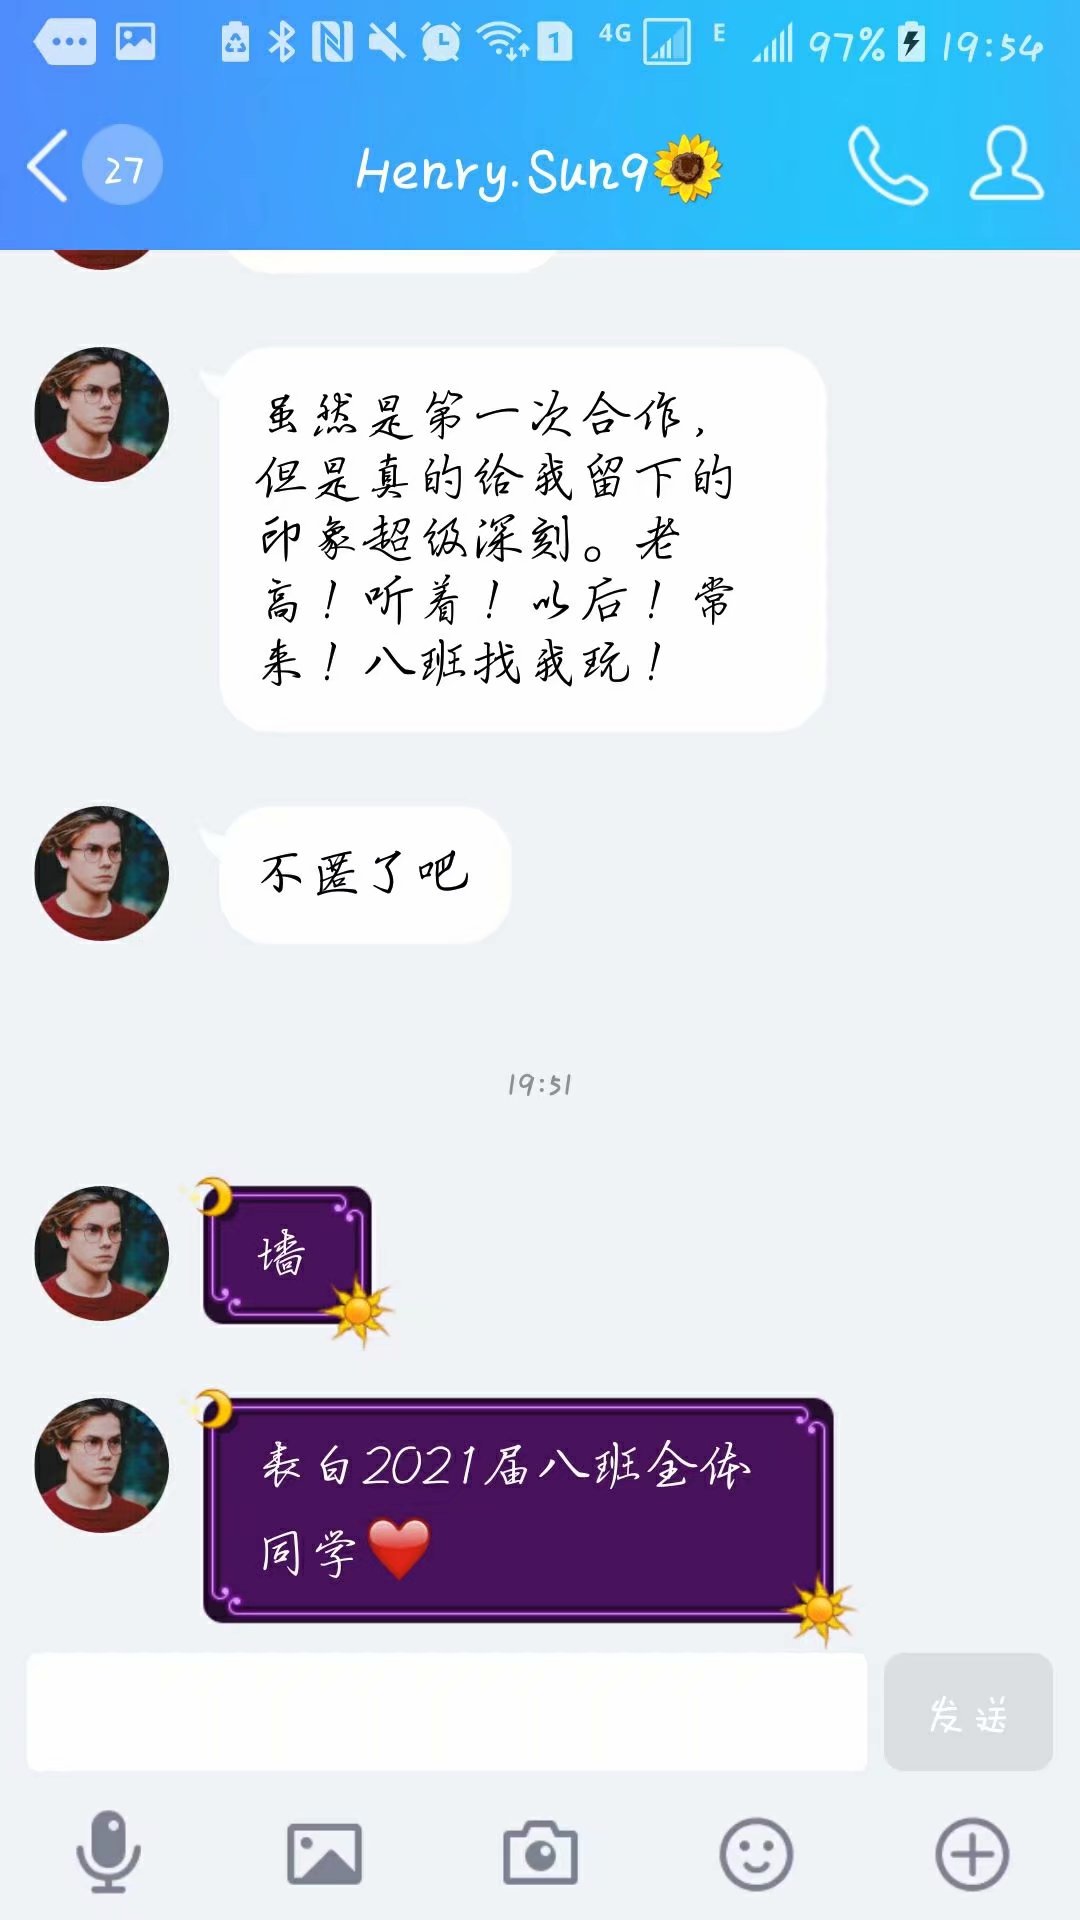 1
4G
E
97%
19:54
27
Henry.Sun9
虽然是第一次合作，
但是真的给我留下的
印象超级深刻。老
高！听着！以后！常
来！八班找我玩！
不匿了吧
19:51
墙
表白2021届八班全体
同学
发送